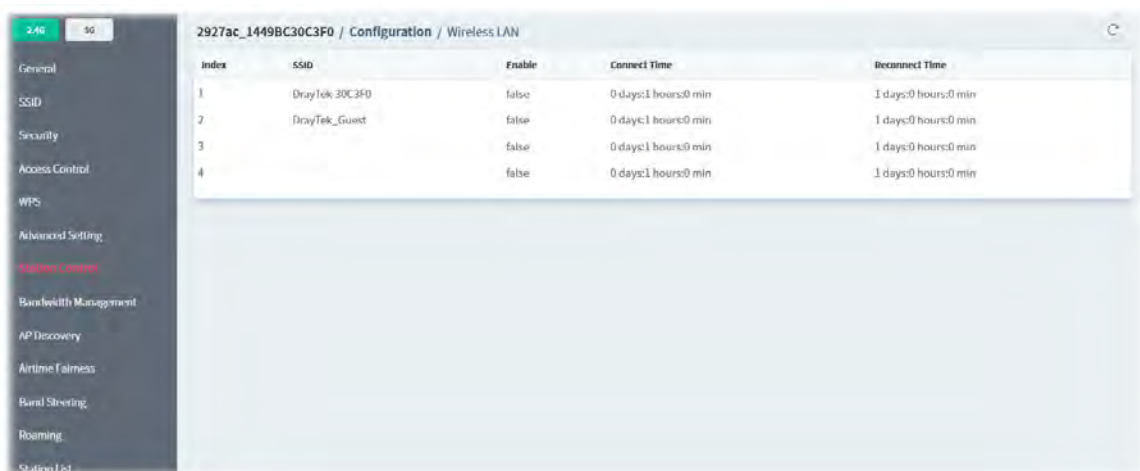 2.4G 5G
2927ac_1449BC30C3F0 / Configuration / Wireless LAN
General
SSID
Security
Access Control
WPS
Advanced Setting
Station Control
Bandwidth Management
AP Discovery
Airtime Fairness
Band Steering
Roaming
Station List
Index SSID Enable Connect Time Reconnect Time
1 DrayTek-30C3F0 false 0 days:1 hours:0 min 1 days:0 hours:0 min
2 DrayTek_Guest false 0 days:1 hours:0 min 1 days:0 hours:0 min
3 false 0 days:1 hours:0 min 1 days:0 hours:0 min
4 false 0 days:1 hours:0 min 1 days:0 hours:0 min